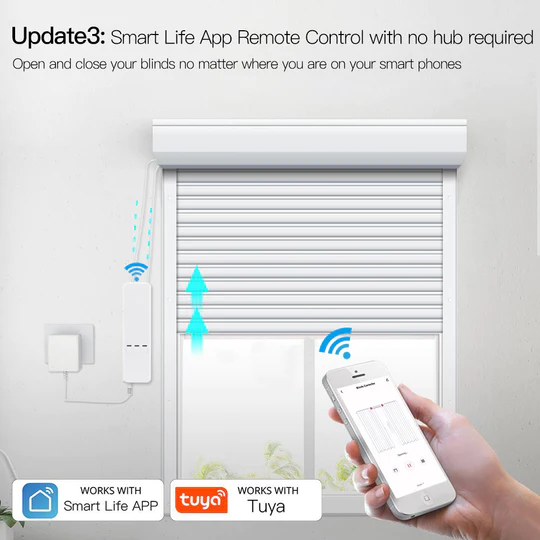 Update3: Smart Life App Remote Control with no hub required
Open and close your blinds no matter where you are on your smart phones
WORKS WITH
Smart Life APP
tuya
WORKS WITH
Tuya